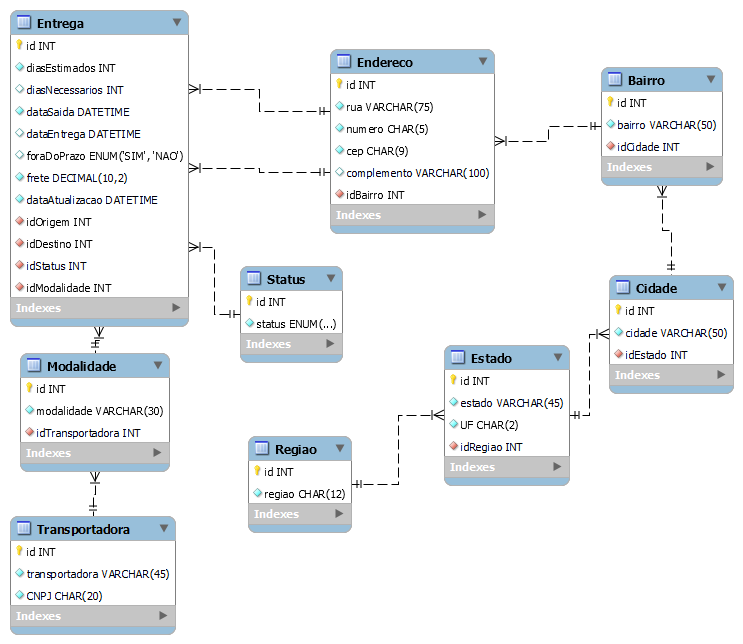 Entrega
id INT
diasEstimados INT
diasNecessarios INT
dataSaida DATETIME
dataEntrega DATETIME
foraDoPrazo ENUM('SIM', 'NAO')
frete DECIMAL(10,2)
dataAtualizacao DATETIME
idOrigem INT
idDestino INT
idStatus INT
idModalidade INT
Indexes
Endereco
id INT
rua VARCHAR(75)
numero CHAR(5)
cep CHAR(9)
complemento VARCHAR(100)
idBairro INT
Indexes
Bairro
id INT
bairro VARCHAR(50)
idCidade INT
Indexes
Status
id INT
status ENUM(...)
Indexes
Cidade
id INT
cidade VARCHAR(50)
idEstado INT
Indexes
Modalidade
id INT
modalidade VARCHAR(30)
idTransportadora INT
Indexes
Estado
id INT
estado VARCHAR(45)
UF CHAR(2)
idRegiao INT
Indexes
Regiao
id INT
regiao CHAR(12)
Indexes
Transportadora
id INT
transportadora VARCHAR(45)
CNPJ CHAR(20)
Indexes